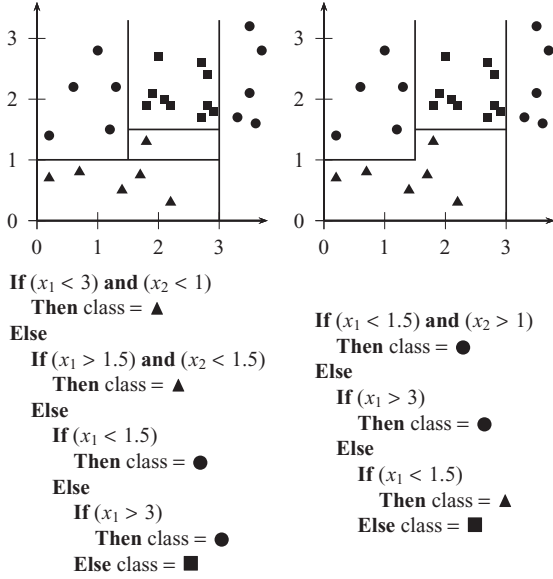 3
2
1
0
0 1 2 3
3
2
1
0
0 1 2 3
If (x₁ < 3) and (x₂ < 1)
Then class = ▲
Else
If (x₁ > 1.5) and (x₂ < 1.5)
Then class = ▲
Else
If (x₁ < 1.5)
Then class = ●
Else
If (x₁ > 3)
Then class = ●
Else class = ■
If (x₁ < 1.5) and (x₂ > 1)
Then class = ●
Else
If (x₁ > 3)
Then class = ●
Else
If (x₁ < 1.5)
Then class = ▲
Else class = ■